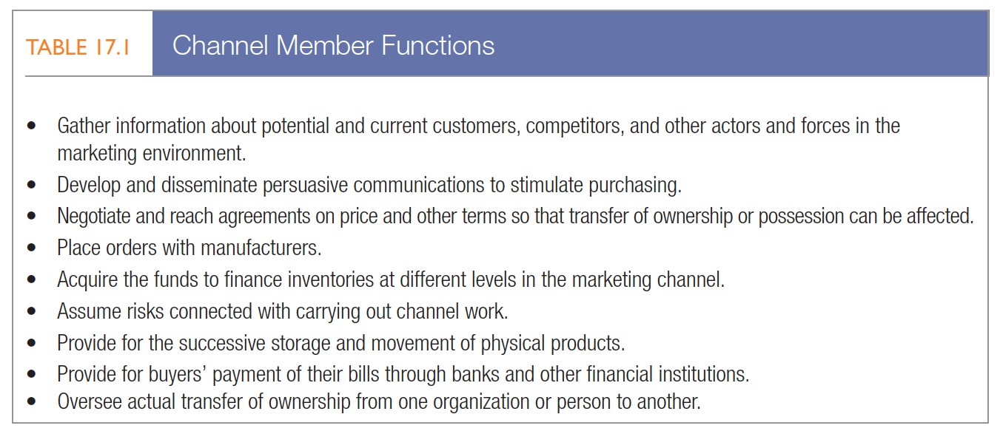 TABLE 17.1
Channel Member Functions
• Gather information about potential and current customers, competitors, and other actors and forces in the
marketing environment.
• Develop and disseminate persuasive communications to stimulate purchasing.
• Negotiate and reach agreements on price and other terms so that transfer of ownership or possession can be affected.
• Place orders with manufacturers.
• Acquire the funds to finance inventories at different levels in the marketing channel.
• Assume risks connected with carrying out channel work.
• Provide for the successive storage and movement of physical products.
• Provide for buyers’ payment of their bills through banks and other financial institutions.
• Oversee actual transfer of ownership from one organization or person to another.